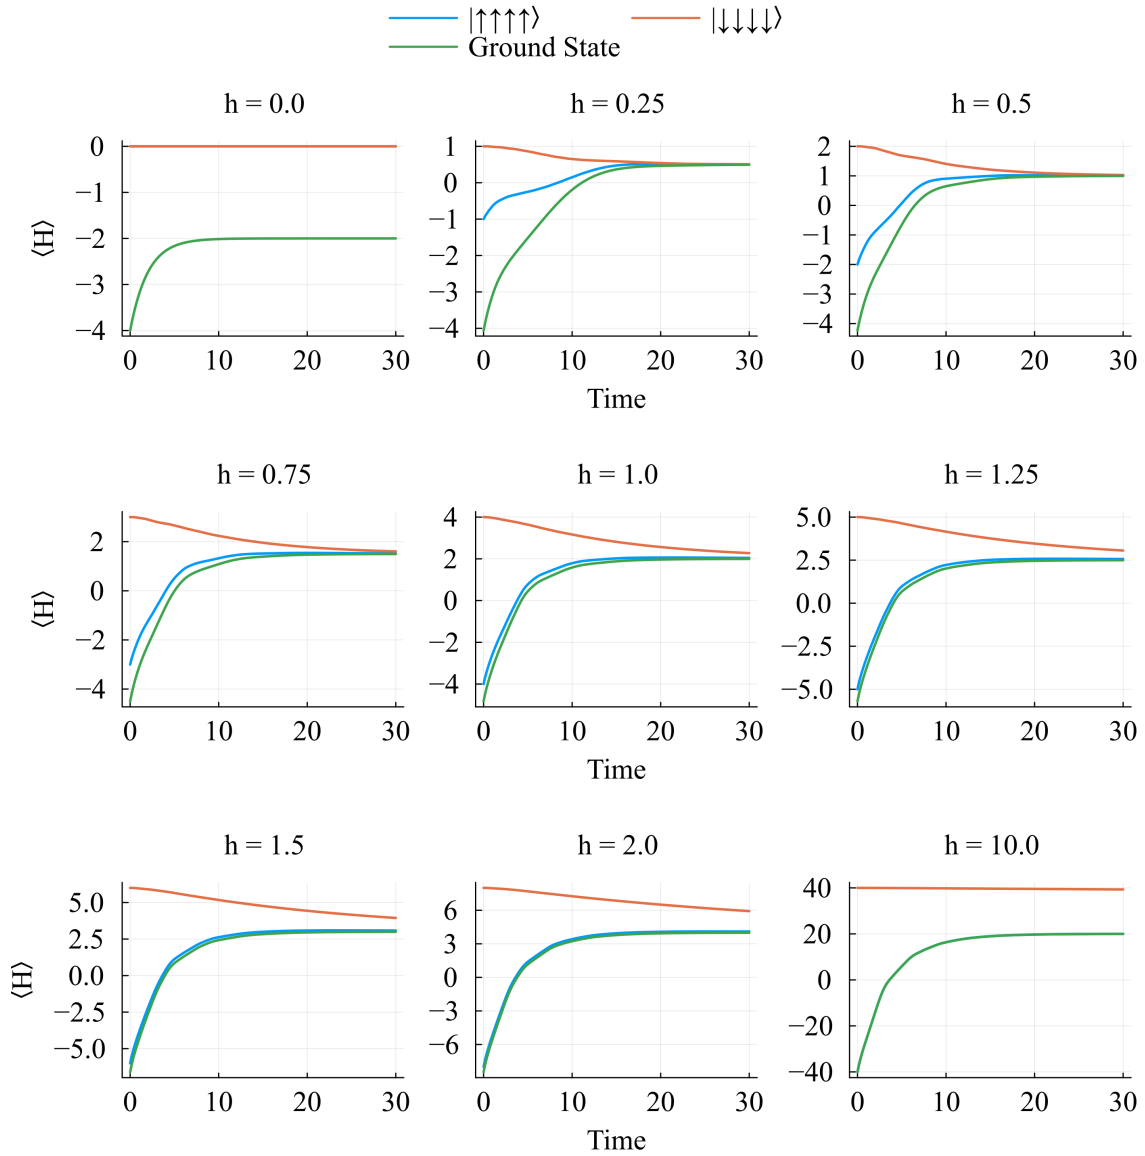 |↑↑↑↑⟩ |↓↓↓↓⟩
Ground State
h = 0.0 h = 0.25 h = 0.5
⟨H⟩
0 −1 −2 −3 −4
0 10 20 30
1 0 −1 −2 −3 −4
0 10 20 30
Time
2 1 0 −1 −2 −3 −4
0 10 20 30
h = 0.75 h = 1.0 h = 1.25
⟨H⟩
2 0 −2 −4
0 10 20 30
4 2 0 −2 −4
0 10 20 30
Time
5.0 2.5 0.0 −2.5 −5.0
0 10 20 30
h = 1.5 h = 2.0 h = 10.0
⟨H⟩
5.0 2.5 0.0 −2.5 −5.0
0 10 20 30
6 3 0 −3 −6
0 10 20 30
Time
40 20 0 −20 −40
0 10 20 30